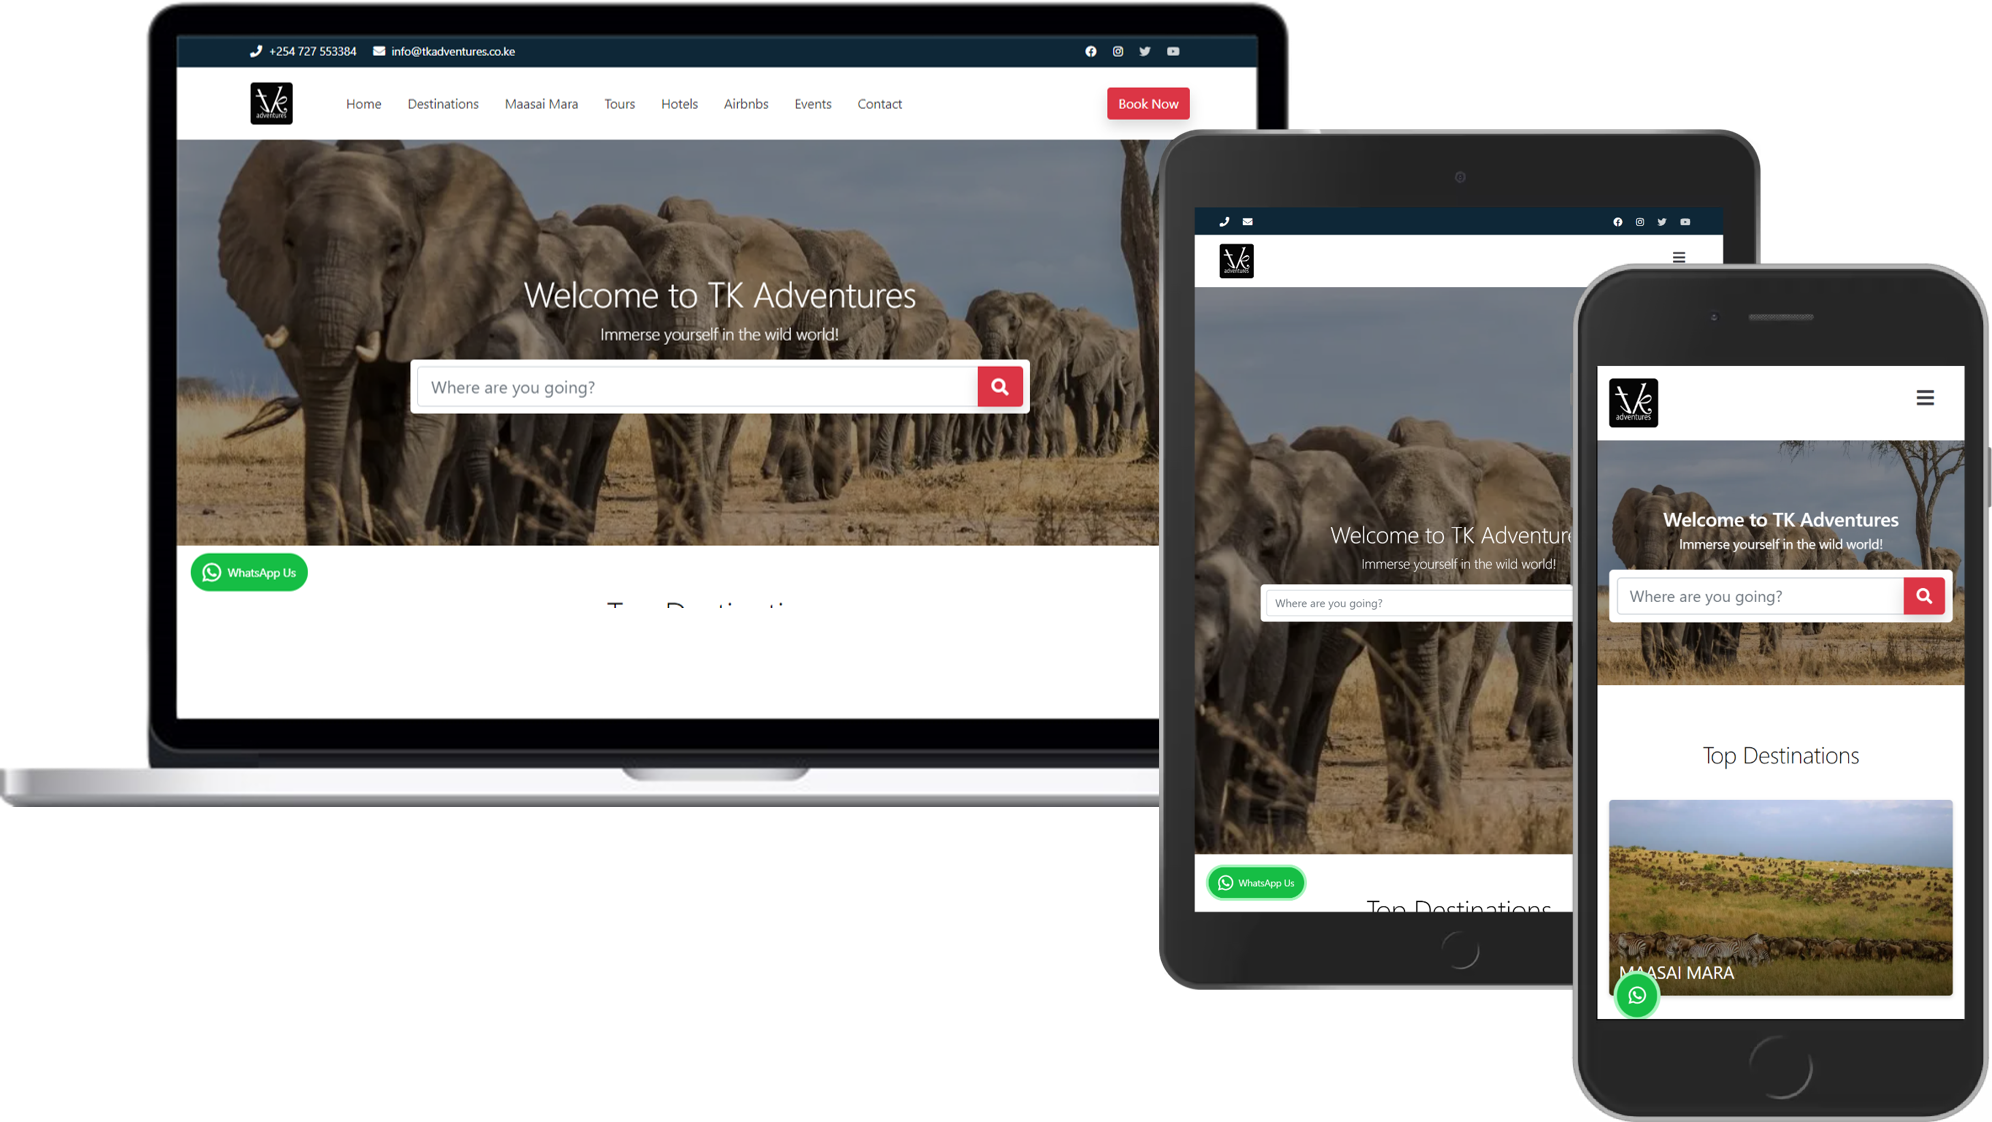 +254 727 553384 info@tkadventures.co.ke
tk adventures
Home Destinations Maasai Mara Tours Hotels Airbnbs Events Contact Book Now
Welcome to TK Adventures
Immerse yourself in the wild world!
Where are you going?
WhatsApp Us
Top Destinati
tk adventures
Welcome to TK Adventure
Immerse yourself in the wild world!
Where are you going?
WhatsApp Us
Top Destinations
tk adventures
Welcome to TK Adventures
Immerse yourself in the wild world!
Where are you going?
Top Destinations
MAASAI MARA